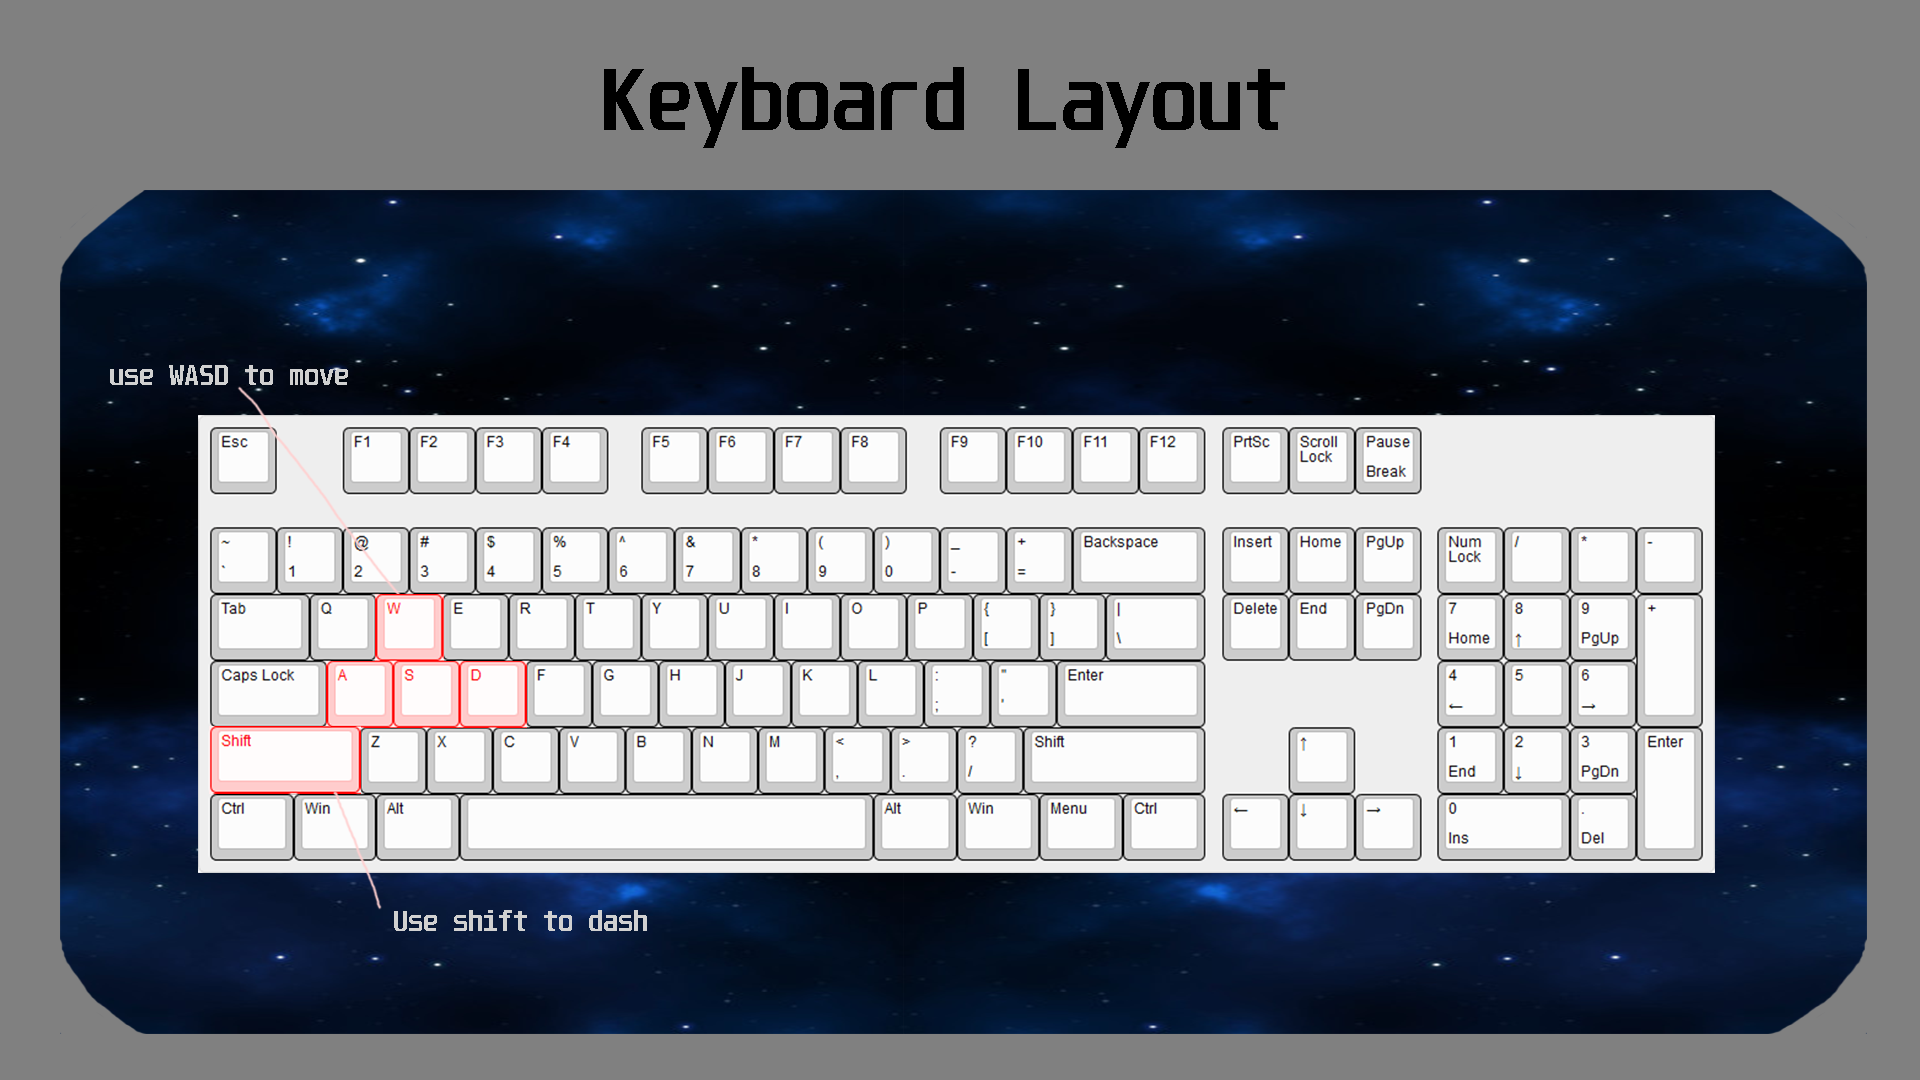 Keyboard Layout
use WASD to move
Esc F1 F2 F3 F4 F5 F6 F7 F8 F9 F10 F11 F12 PrtSc Scroll Lock Pause Break
~ ! @ # $ % ^ & * ( ) _ + Backspace Insert Home PgUp Num Lock / * -
` 1 2 3 4 5 6 7 8 9 0 - =
Tab Q W E R T Y U I O P { } | Delete End PgDn 7 8 9 +
[ ] \ Home ↑ PgUp
Caps Lock A S D F G H J K L : " Enter 4 5 6
; ' ← →
Shift Z X C V B N M < > ? Shift ↑ 1 2 3 Enter
, . / End ↓ PgDn
Ctrl Win Alt Alt Win Menu Ctrl ← ↓ → 0 .
Ins Del
Use shift to dash